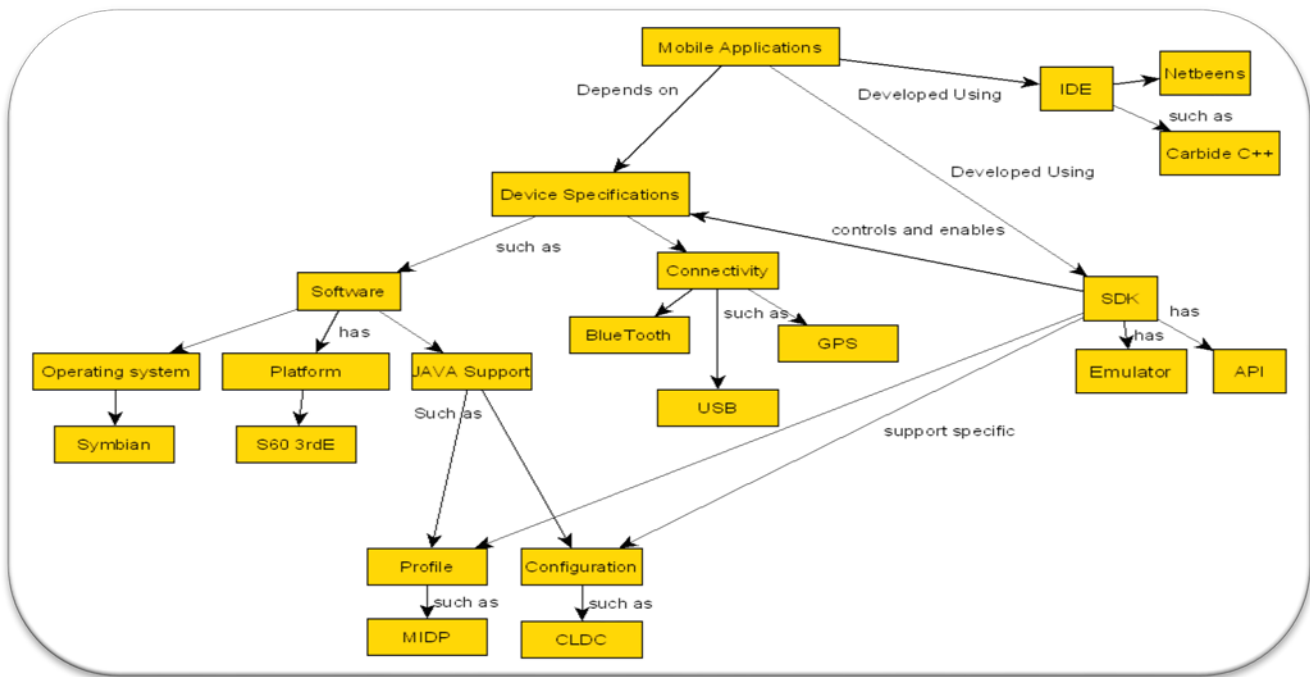 Mobile Applications
Netbeens
IDE
Depends on
Developed Using
such as
Carbide C++
Developed Using
Device Specifications
controls and enables
such as
Connectivity
Software
SDK
has
such as
has
BlueTooth
GPS
has
Operating system
Platform
JAVA Support
Emulator
API
USB
Such as
Symbian
S60 3rdE
support specific
Profile
Configuration
such as
such as
MIDP
CLDC